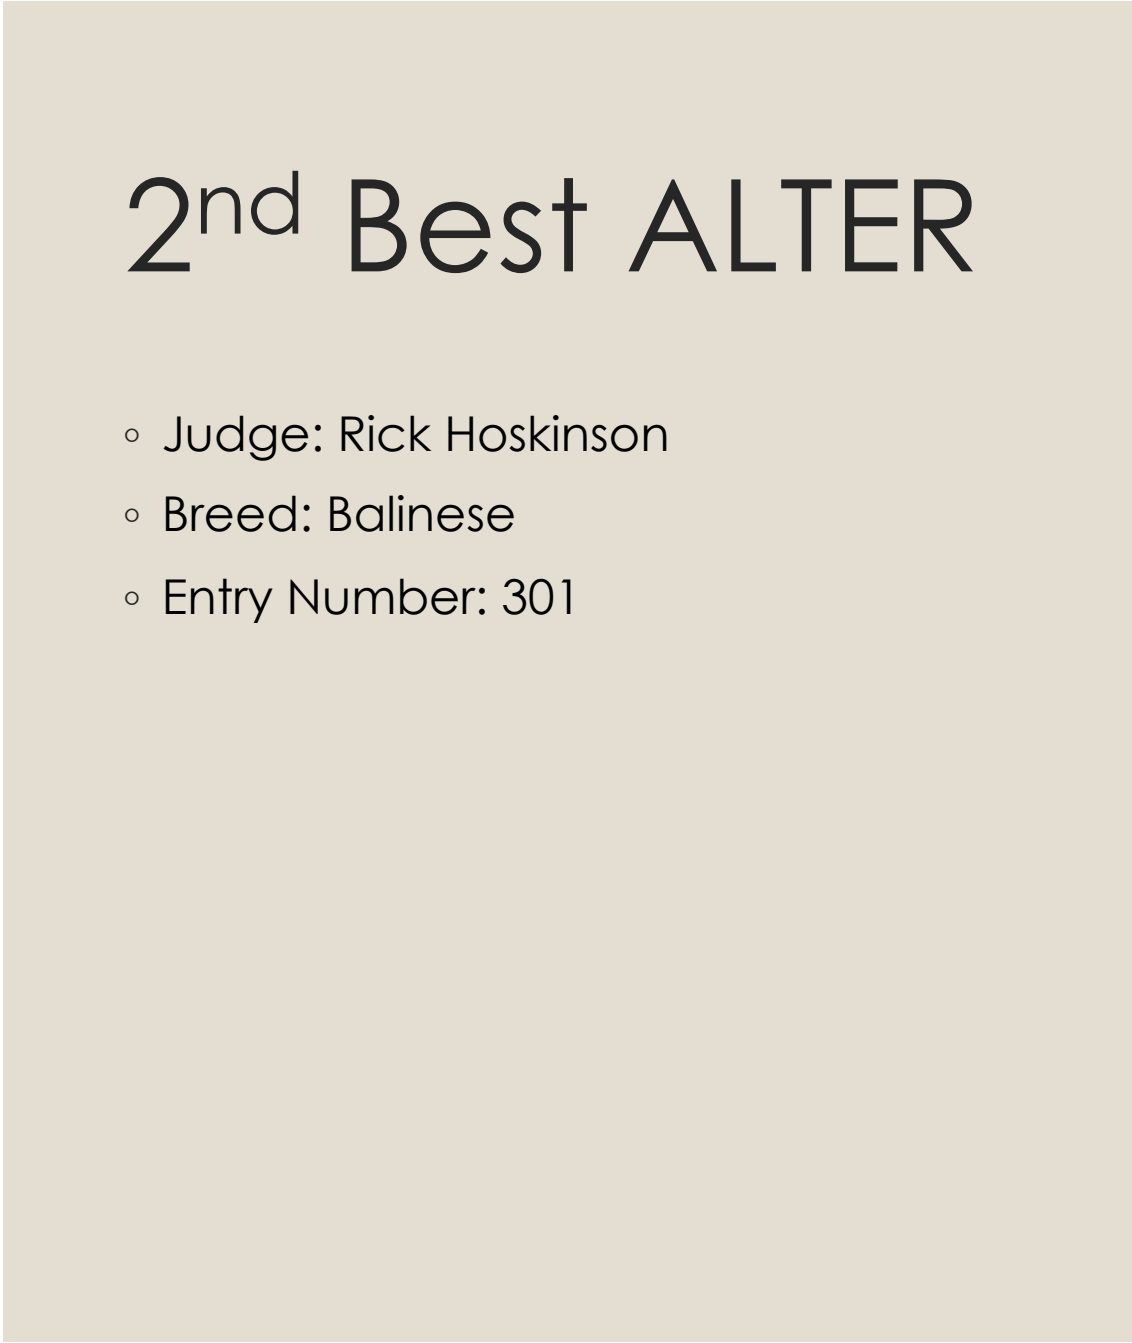 2nd Best ALTER
◦ Judge: Rick Hoskinson
◦ Breed: Balinese
◦ Entry Number: 301